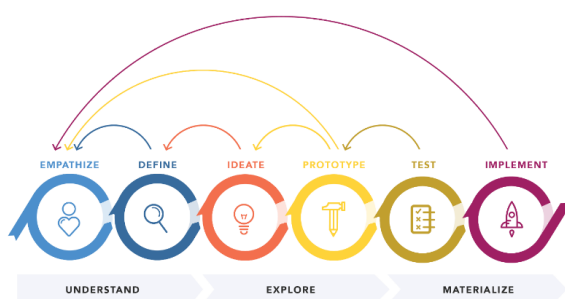 EMPATHIZE DEFINE IDEATE PROTOTYPE TEST IMPLEMENT
UNDERSTAND EXPLORE MATERIALIZE